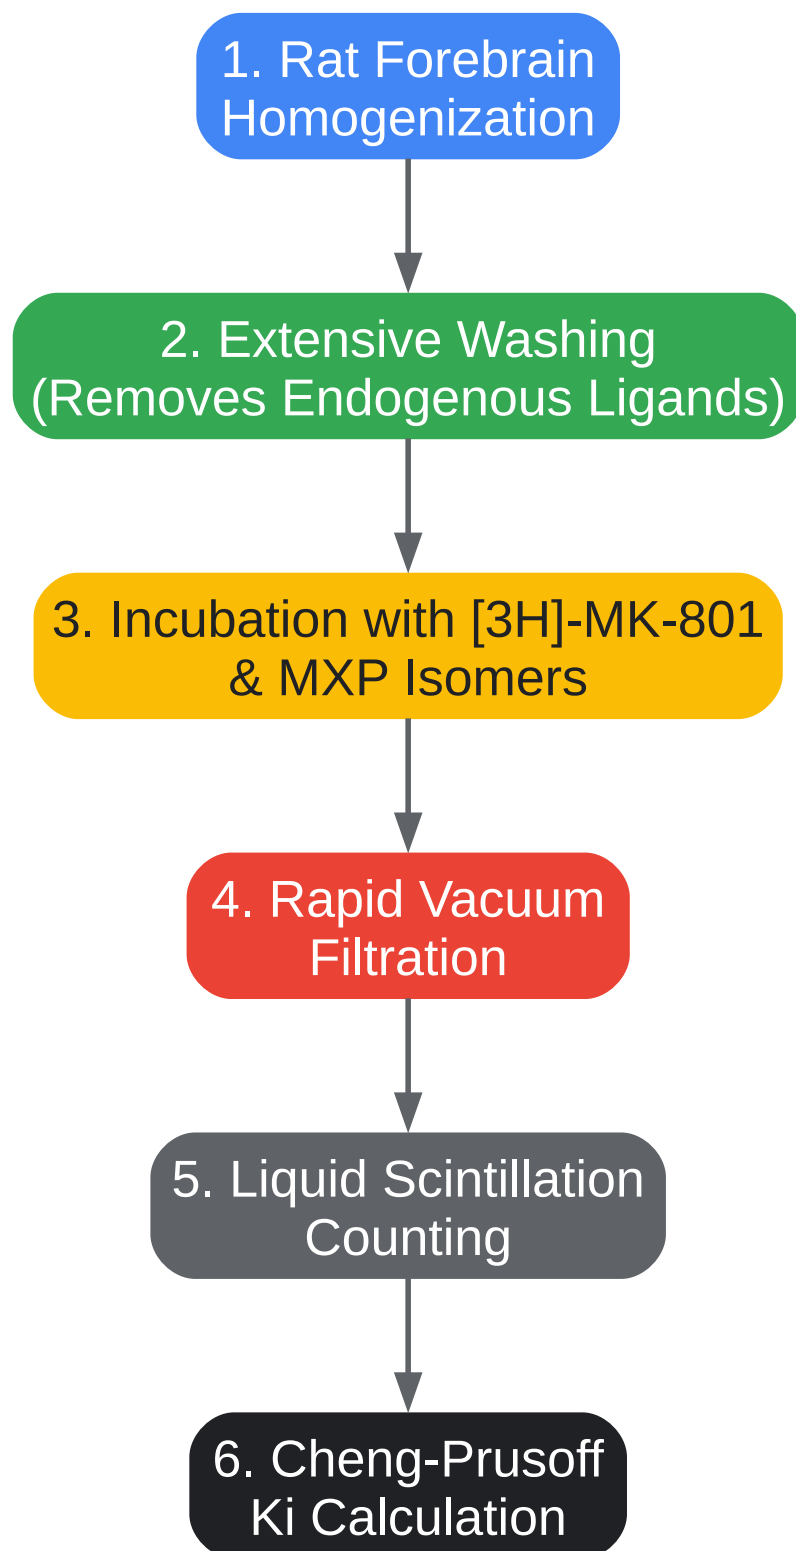 1. Rat Forebrain
Homogenization
2. Extensive Washing
(Removes Endogenous Ligands)
3. Incubation with [3H]-MK-801
& MXP Isomers
4. Rapid Vacuum
Filtration
5. Liquid Scintillation
Counting
6. Cheng-Prusoff
Ki Calculation